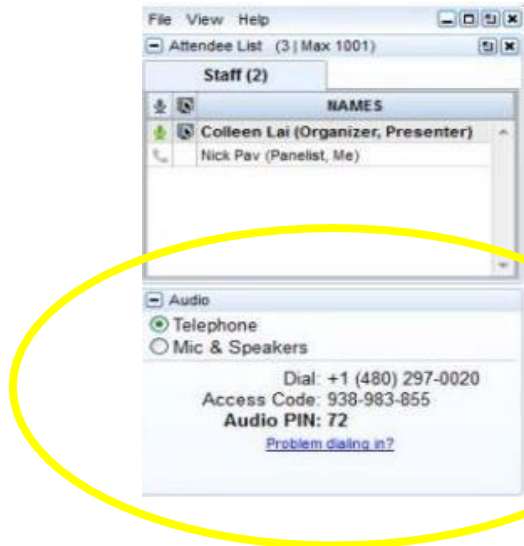 File View Help
Attendee List (3 | Max 1001)
Staff (2)
NAMES
Colleen Lai (Organizer, Presenter)
Nick Pav (Panelist, Me)
Audio
Telephone
Mic & Speakers
Dial: +1 (480) 297-0020
Access Code: 938-983-855
Audio PIN: 72
Problem dialing in?